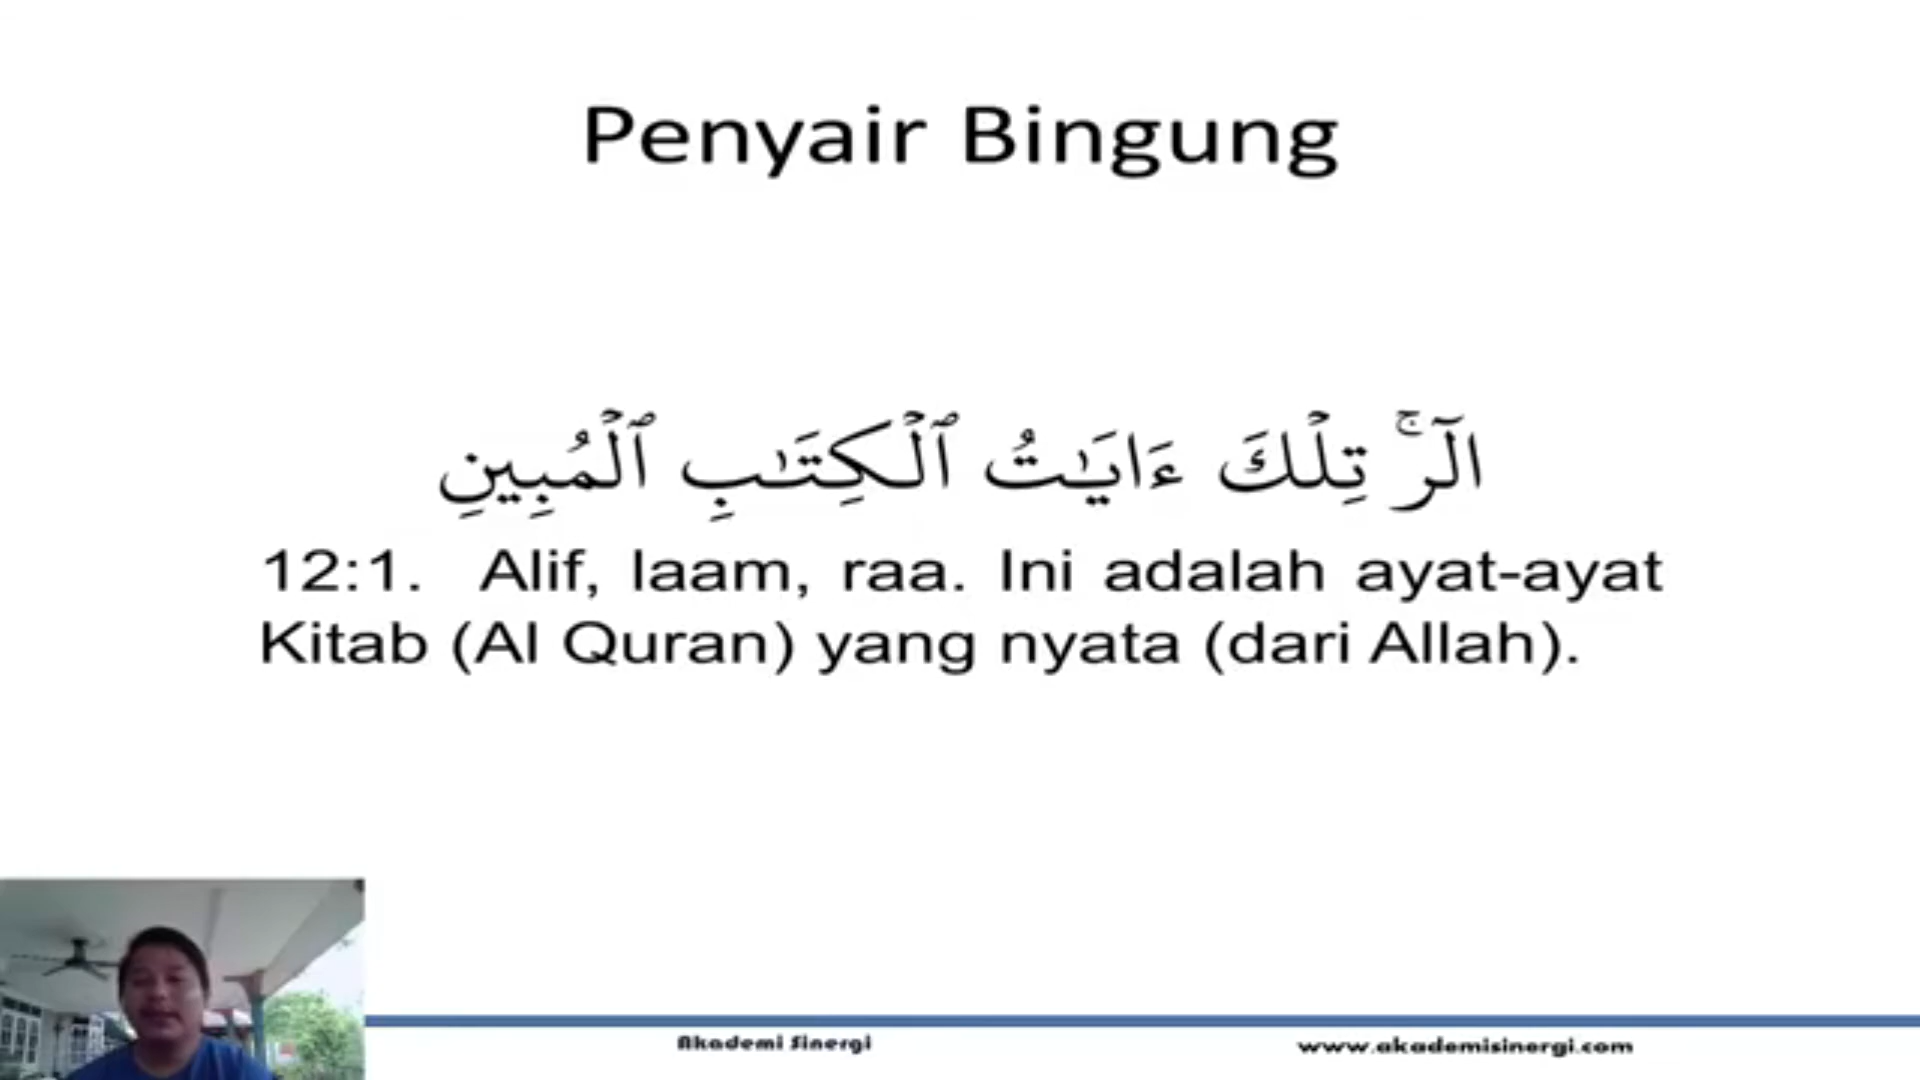 Penyair Bingung
الٓرۚ تِلۡكَ ءَايَـٰتُ ٱلۡكِتَـٰبِ ٱلۡمُبِينِ
12:1. Alif, laam, raa. Ini adalah ayat-ayat
Kitab (Al Quran) yang nyata (dari Allah).
Akademi Sinergi
www.akademisinergi.com